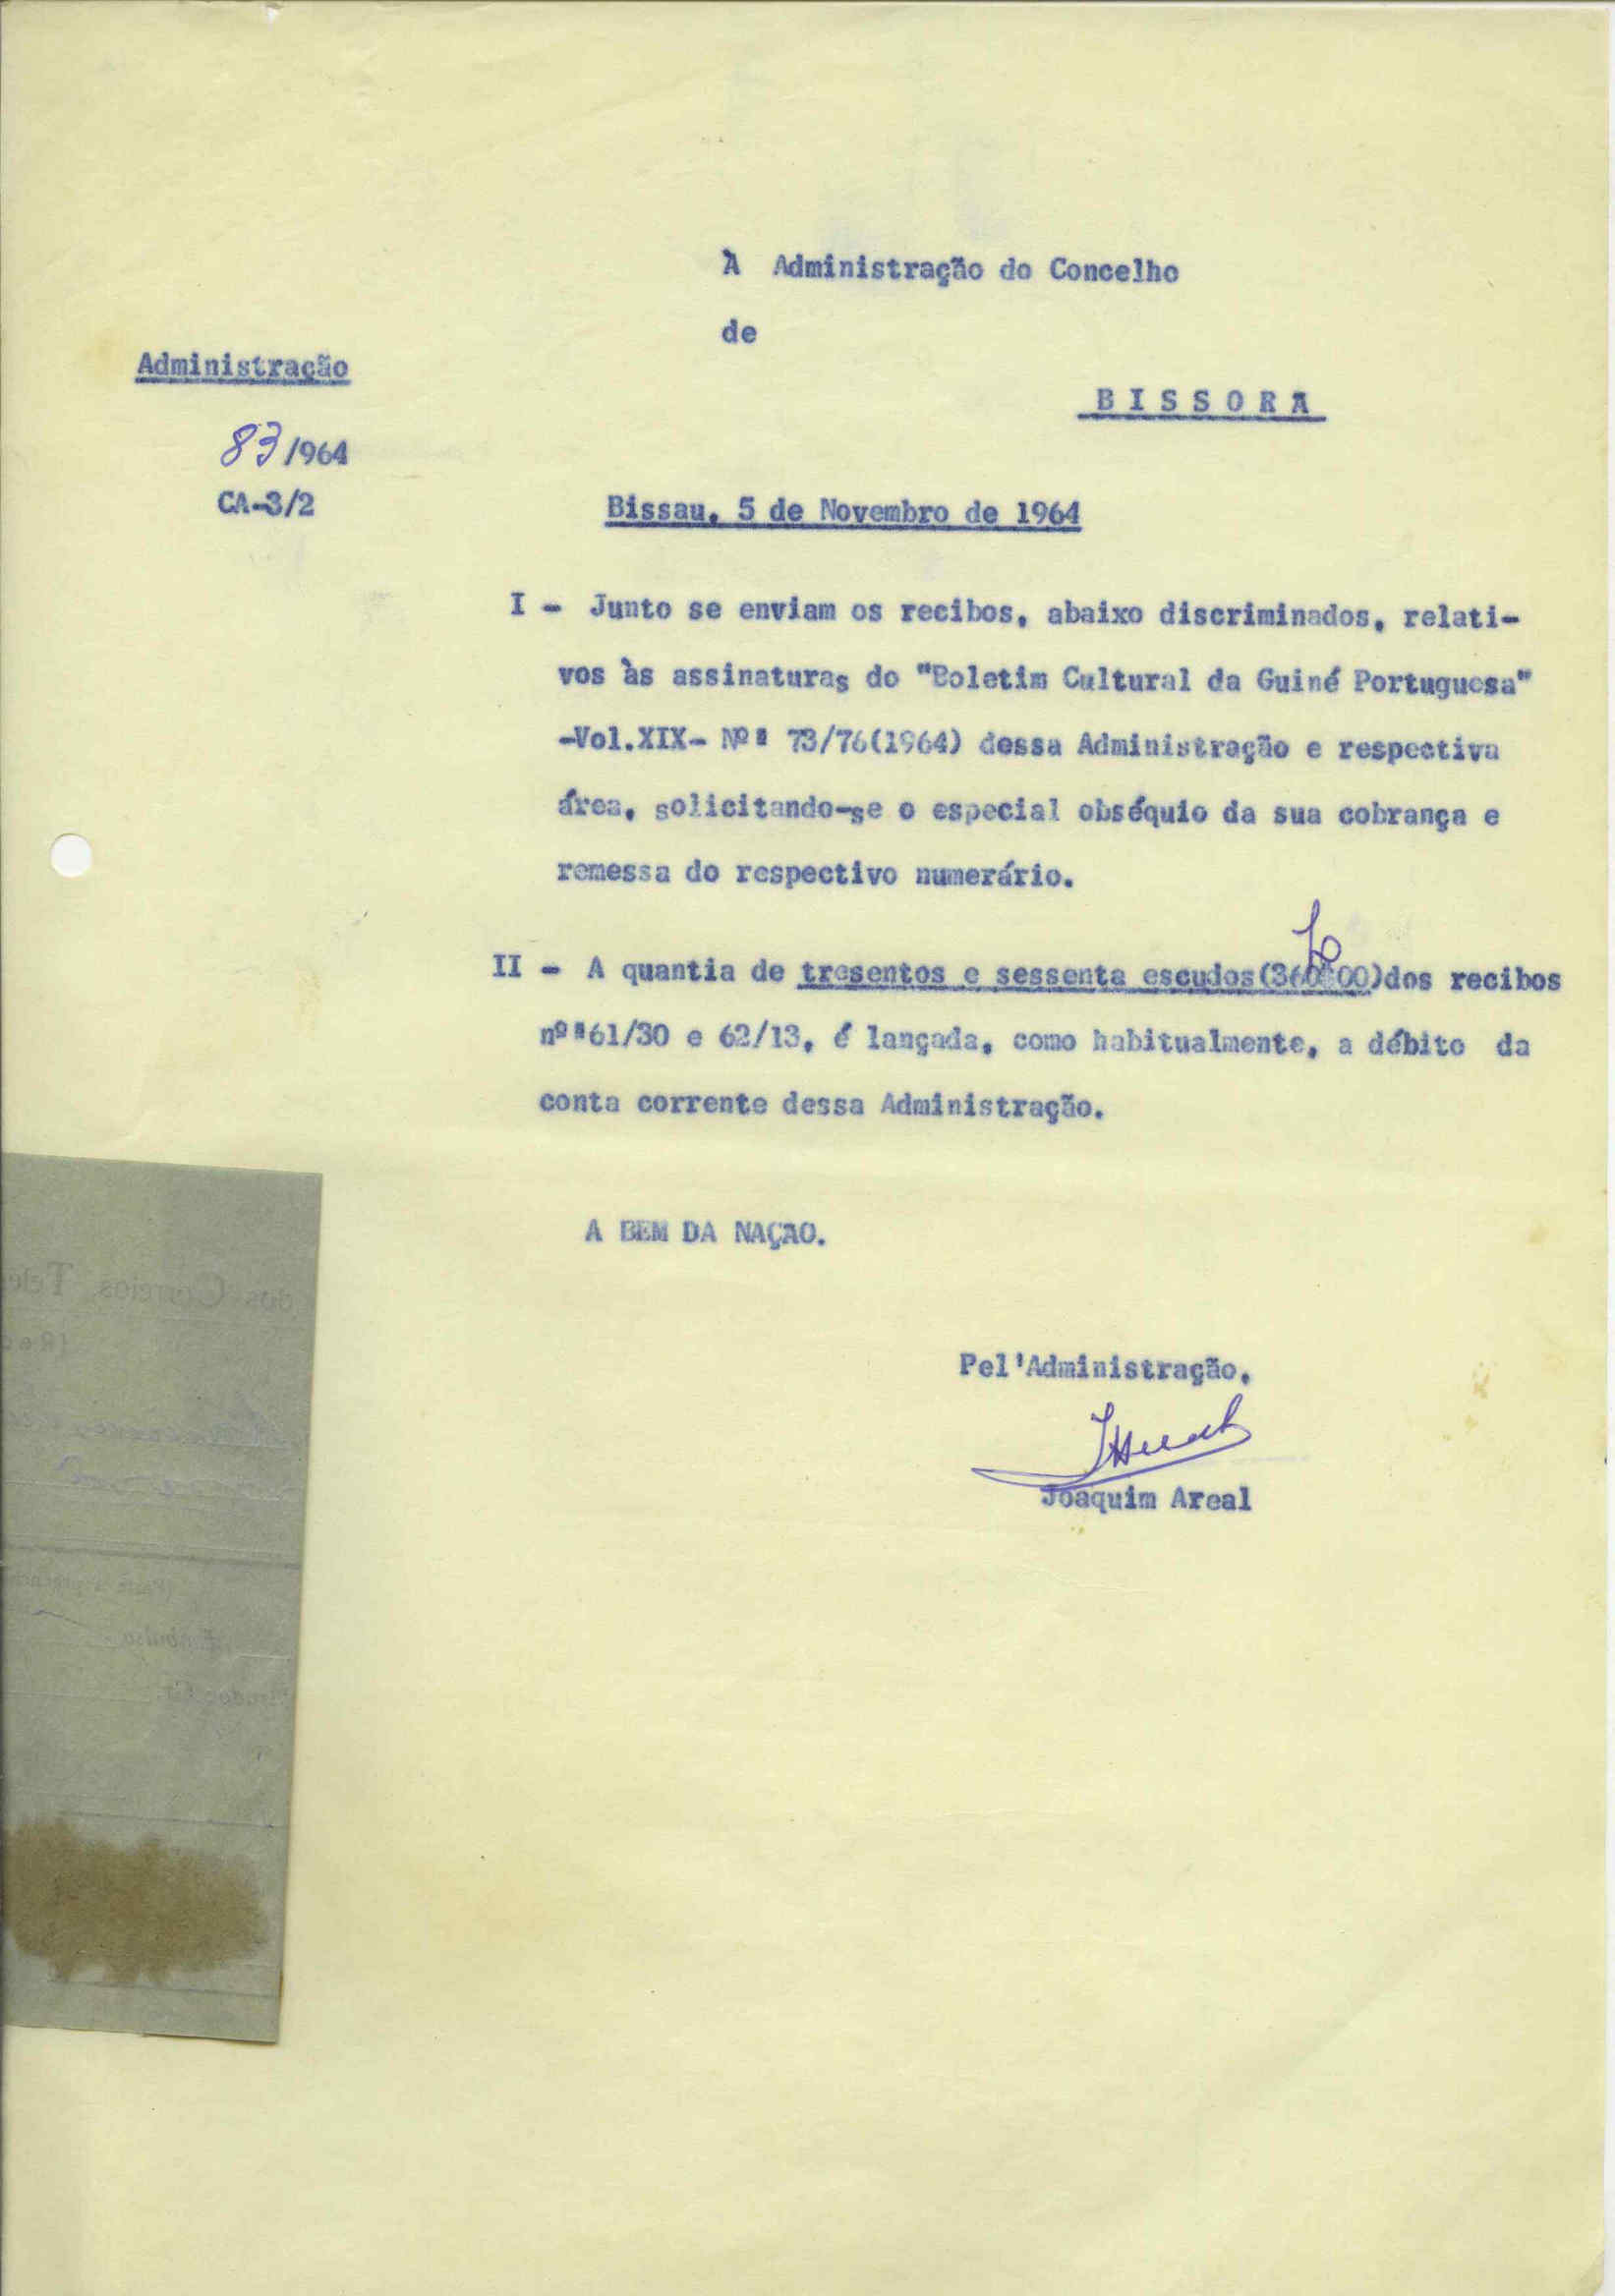 À Administração do Concelho
de
Administração
BISSORA
83/964
CA-3/2
Bissau, 5 de Novembro de 1964
I - Junto se enviam os recibos, abaixo discriminados, relati-
vos às assinaturas do "Boletim Cultural da Guiné Portuguesa"
-Vol.XIX- Nºs 73/76(1964) dessa Administração e respectiva
área, solicitando-se o especial obséquio da sua cobrança e
remessa do respectivo numerário.
II - A quantia de tresentos e sessenta escudos(360$00)dos recibos
nºs61/30 e 62/13, é lançada, como habitualmente, a débito da
conta corrente dessa Administração.
A BEM DA NAÇAO.
dos Correios, Tele
Pel'Administração,
Joaquim Areal